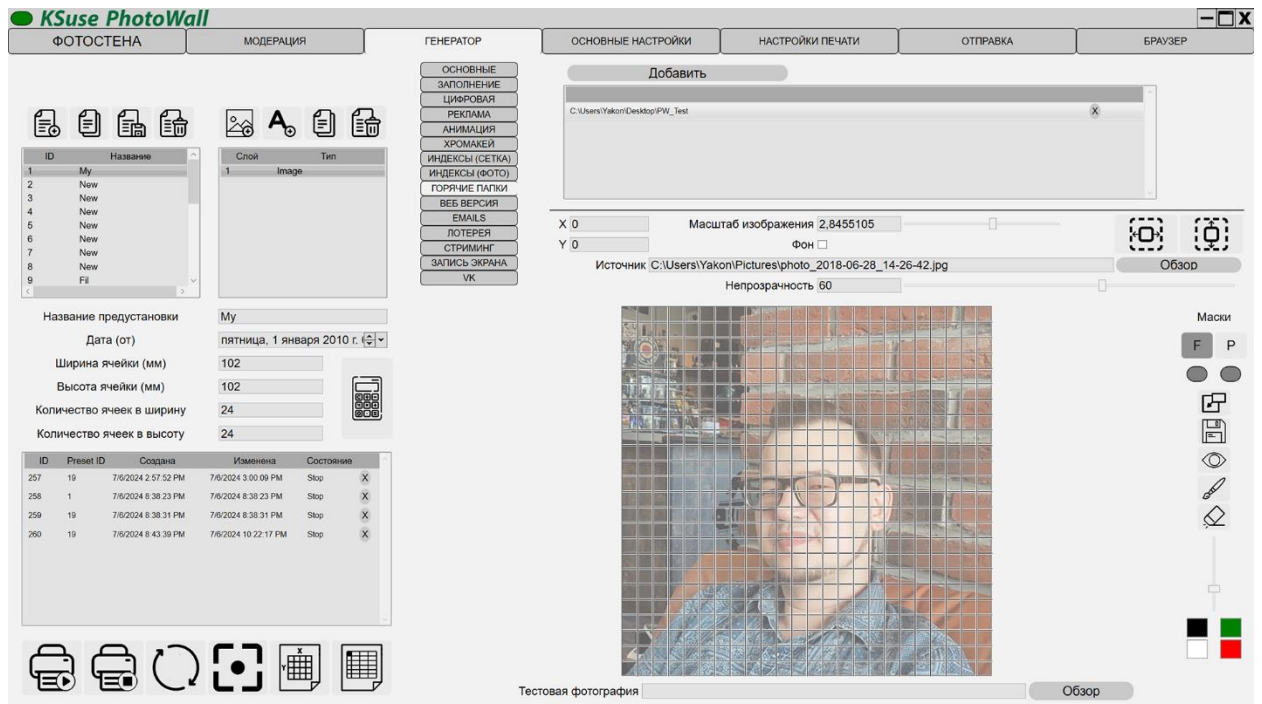 KSuse PhotoWall
X
ФОТОСТЕНА МОДЕРАЦИЯ ГЕНЕРАТОР ОСНОВНЫЕ НАСТРОЙКИ НАСТРОЙКИ ПЕЧАТИ ОТПРАВКА БРАУЗЕР
ОСНОВНЫЕ
ЗАПОЛНЕНИЕ
ЦИФРОВАЯ
РЕКЛАМА
АНИМАЦИЯ
ХРОМАКЕЙ
ИНДЕКСЫ (СЕТКА)
ИНДЕКСЫ (ФОТО)
ГОРЯЧИЕ ПАПКИ
ВЕБ ВЕРСИЯ
EMAILS
ЛОТЕРЕЯ
СТРИМИНГ
ЗАПИСЬ ЭКРАНА
VK
Добавить
C:\Users\Yakon\Desktop\PW_Test X
ID Название
1 My
2 New
3 New
4 New
5 New
6 New
7 New
8 New
9 Fil
Слой Тип
1 Image
X 0 Масштаб изображения 2,8455105
Y 0 Фон
Источник C:\Users\Yakon\Pictures\photo_2018-06-28_14-26-42.jpg Обзор
Непрозрачность 60
Название предустановки My
Дата (от) пятница, 1 января 2010 г.
Ширина ячейки (мм) 102
Высота ячейки (мм) 102
Количество ячеек в ширину 24
Количество ячеек в высоту 24
ID Preset ID Создана Изменена Состояние
257 19 7/6/2024 2:57:52 PM 7/6/2024 3:00:09 PM Stop X
258 1 7/6/2024 8:38:23 PM 7/6/2024 8:38:23 PM Stop X
259 19 7/6/2024 8:38:31 PM 7/6/2024 8:38:31 PM Stop X
260 19 7/6/2024 8:43:39 PM 7/6/2024 10:22:17 PM Stop X
X
Y
Маски
F P
Тестовая фотография Обзор